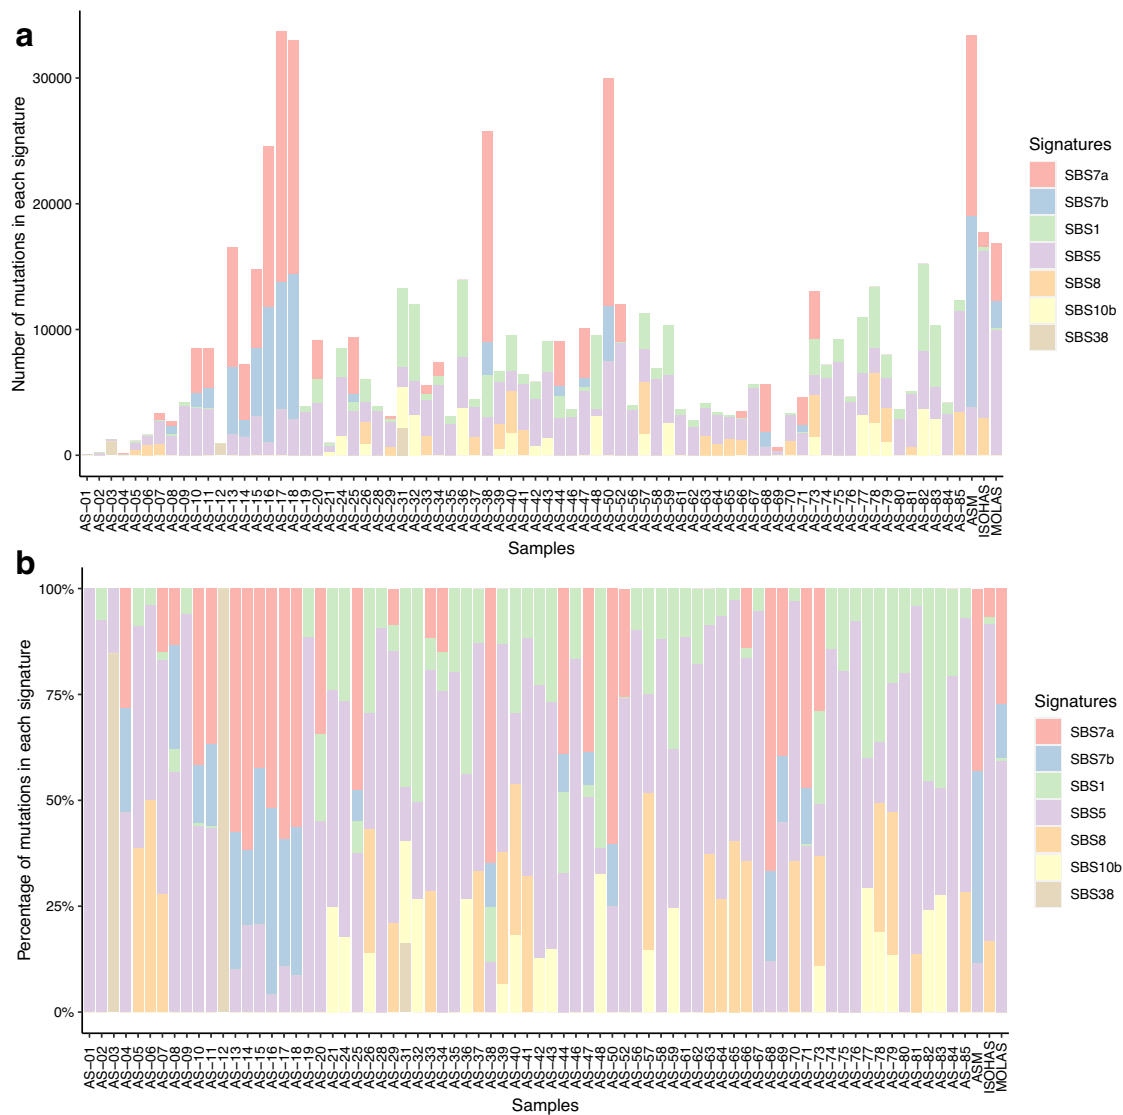 a
Number of mutations in each signature
30000
20000
10000
0
AS-01 AS-02 AS-03 AS-04 AS-05 AS-06 AS-07 AS-08 AS-09 AS-10 AS-11 AS-12 AS-13 AS-14 AS-15 AS-16 AS-17 AS-18 AS-19 AS-20 AS-21 AS-24 AS-25 AS-26 AS-28 AS-29 AS-31 AS-32 AS-33 AS-34 AS-35 AS-36 AS-37 AS-38 AS-39 AS-40 AS-41 AS-42 AS-43 AS-44 AS-46 AS-47 AS-48 AS-50 AS-52 AS-56 AS-57 AS-58 AS-59 AS-61 AS-62 AS-63 AS-64 AS-65 AS-66 AS-67 AS-68 AS-69 AS-70 AS-71 AS-73 AS-74 AS-75 AS-76 AS-77 AS-78 AS-79 AS-80 AS-81 AS-82 AS-83 AS-84 AS-85 ASM ISOHAS MOLAS
Samples
Signatures
SBS7a
SBS7b
SBS1
SBS5
SBS8
SBS10b
SBS38
b
Percentage of mutations in each signature
100%
75%
50%
25%
0%
AS-01 AS-02 AS-03 AS-04 AS-05 AS-06 AS-07 AS-08 AS-09 AS-10 AS-11 AS-12 AS-13 AS-14 AS-15 AS-16 AS-17 AS-18 AS-19 AS-20 AS-21 AS-24 AS-25 AS-26 AS-28 AS-29 AS-31 AS-32 AS-33 AS-34 AS-35 AS-36 AS-37 AS-38 AS-39 AS-40 AS-41 AS-42 AS-43 AS-44 AS-46 AS-47 AS-48 AS-50 AS-52 AS-56 AS-57 AS-58 AS-59 AS-61 AS-62 AS-63 AS-64 AS-65 AS-66 AS-67 AS-68 AS-69 AS-70 AS-71 AS-73 AS-74 AS-75 AS-76 AS-77 AS-78 AS-79 AS-80 AS-81 AS-82 AS-83 AS-84 AS-85 ASM ISOHAS MOLAS
Samples
Signatures
SBS7a
SBS7b
SBS1
SBS5
SBS8
SBS10b
SBS38